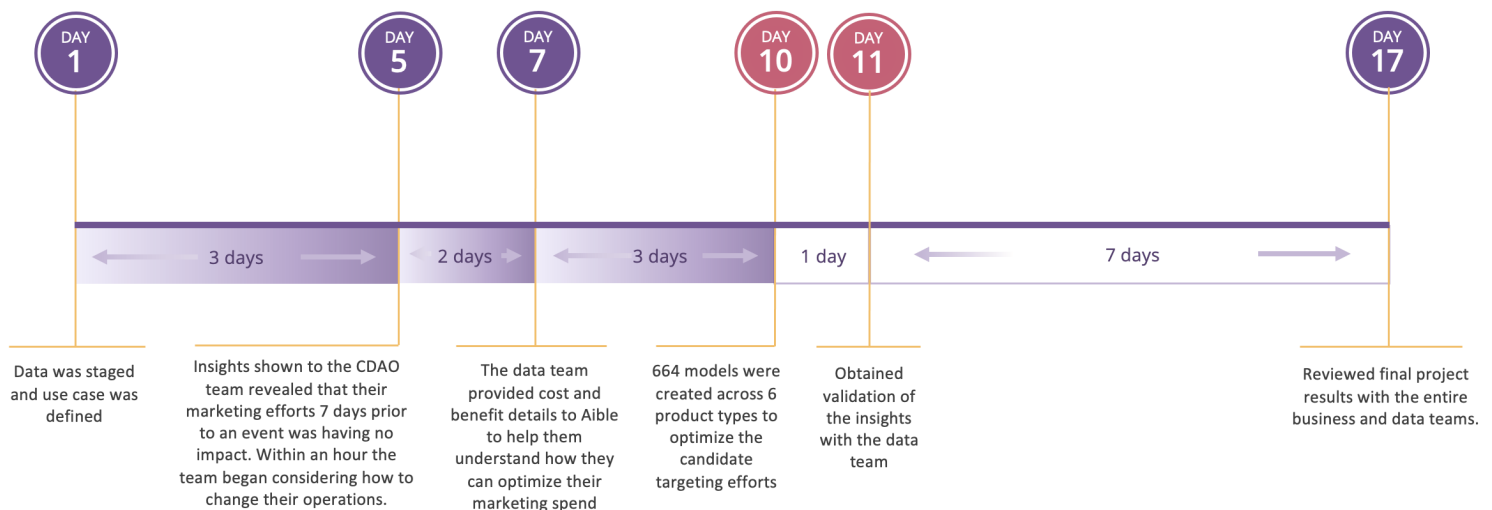 DAY
1
DAY
5
DAY
7
DAY
10
DAY
11
DAY
17
3 days
2 days
3 days
1 day
7 days
Data was staged
and use case was
defined
Insights shown to the CDAO
team revealed that their
marketing efforts 7 days prior
to an event was having no
impact. Within an hour the
team began considering how to
change their operations.
The data team
provided cost and
benefit details to Aible
to help them
understand how they
can optimize their
marketing spend
664 models were
created across 6
product types to
optimize the
candidate
targeting efforts
Obtained
validation of
the insights
with the data
team
Reviewed final project
results with the entire
business and data teams.